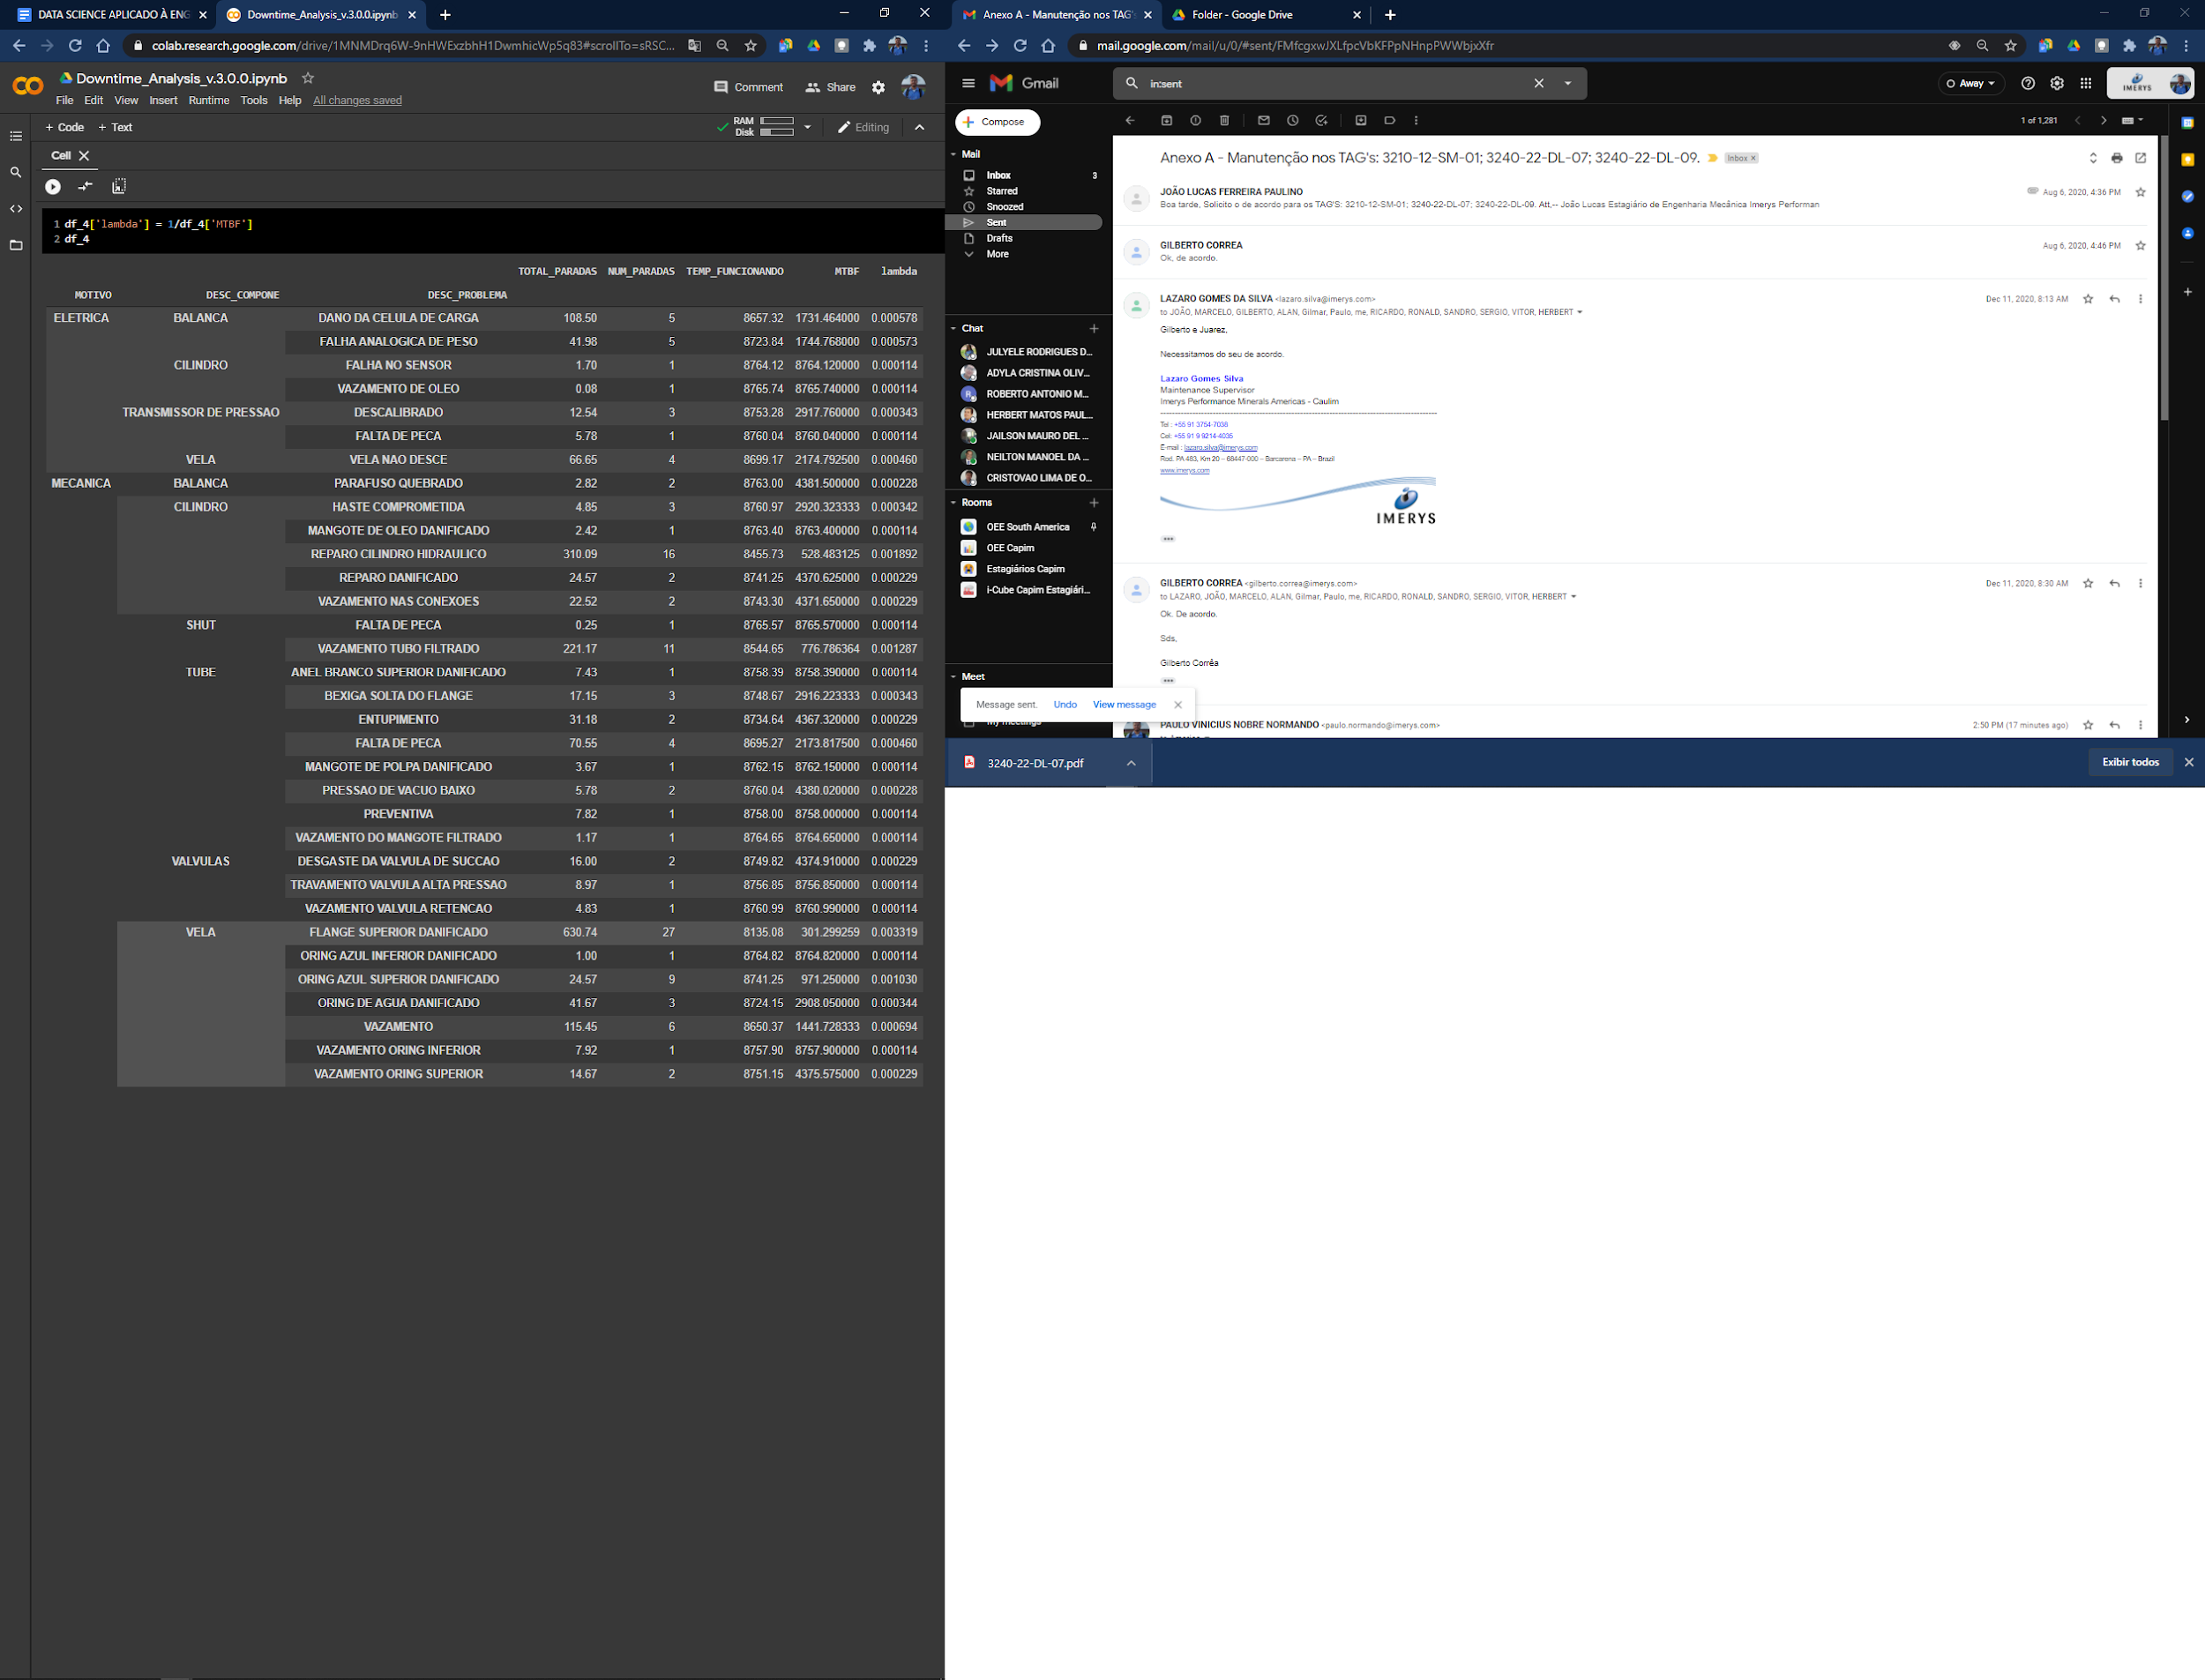 DATA SCIENCE APLICADO À ENG
Downtime_Analysis_v.3.0.0.ipynb
colab.research.google.com/drive/1MNMDrq6W-9nHWExzbhH1DwmhicWp5q83#scrollTo=sRSC...
Downtime_Analysis_v.3.0.0.ipynb
Comment
Share
File Edit View Insert Runtime Tools Help All changes saved
+ Code + Text
RAM
Disk
Editing
Cell
1 df_4['lambda'] = 1/df_4['MTBF']
2 df_4
TOTAL_PARADAS NUM_PARADAS TEMP_FUNCIONANDO MTBF lambda
MOTIVO DESC_COMPONE DESC_PROBLEMA
ELETRICA BALANCA DANO DA CELULA DE CARGA 108.50 5 8657.32 1731.464000 0.000578
FALHA ANALOGICA DE PESO 41.98 5 8723.84 1744.768000 0.000573
CILINDRO FALHA NO SENSOR 1.70 1 8764.12 8764.120000 0.000114
VAZAMENTO DE OLEO 0.08 1 8765.74 8765.740000 0.000114
TRANSMISSOR DE PRESSAO DESCALIBRADO 12.54 3 8753.28 2917.760000 0.000343
FALTA DE PECA 5.78 1 8760.04 8760.040000 0.000114
VELA VELA NAO DESCE 66.65 4 8699.17 2174.792500 0.000460
MECANICA BALANCA PARAFUSO QUEBRADO 2.82 2 8763.00 4381.500000 0.000228
CILINDRO HASTE COMPROMETIDA 4.85 3 8760.97 2920.323333 0.000342
MANGOTE DE OLEO DANIFICADO 2.42 1 8763.40 8763.400000 0.000114
REPARO CILINDRO HIDRAULICO 310.09 16 8455.73 528.483125 0.001892
REPARO DANIFICADO 24.57 2 8741.25 4370.625000 0.000229
VAZAMENTO NAS CONEXOES 22.52 2 8743.30 4371.650000 0.000229
SHUT FALTA DE PECA 0.25 1 8765.57 8765.570000 0.000114
VAZAMENTO TUBO FILTRADO 221.17 11 8544.65 776.786364 0.001287
TUBE ANEL BRANCO SUPERIOR DANIFICADO 7.43 1 8758.39 8758.390000 0.000114
BEXIGA SOLTA DO FLANGE 17.15 3 8748.67 2916.223333 0.000343
ENTUPIMENTO 31.18 2 8734.64 4367.320000 0.000229
FALTA DE PECA 70.55 4 8695.27 2173.817500 0.000460
MANGOTE DE POLPA DANIFICADO 3.67 1 8762.15 8762.150000 0.000114
PRESSAO DE VACUO BAIXO 5.78 2 8760.04 4380.020000 0.000228
PREVENTIVA 7.82 1 8758.00 8758.000000 0.000114
VAZAMENTO DO MANGOTE FILTRADO 1.17 1 8764.65 8764.650000 0.000114
VALVULAS DESGASTE DA VALVULA DE SUCCAO 16.00 2 8749.82 4374.910000 0.000229
TRAVAMENTO VALVULA ALTA PRESSAO 8.97 1 8756.85 8756.850000 0.000114
VAZAMENTO VALVULA RETENCAO 4.83 1 8760.99 8760.990000 0.000114
VELA FLANGE SUPERIOR DANIFICADO 630.74 27 8135.08 301.299259 0.003319
ORING AZUL INFERIOR DANIFICADO 1.00 1 8764.82 8764.820000 0.000114
ORING AZUL SUPERIOR DANIFICADO 24.57 9 8741.25 971.250000 0.001030
ORING DE AGUA DANIFICADO 41.67 3 8724.15 2908.050000 0.000344
VAZAMENTO 115.45 6 8650.37 1441.728333 0.000694
VAZAMENTO ORING INFERIOR 7.92 1 8757.90 8757.900000 0.000114
VAZAMENTO ORING SUPERIOR 14.67 2 8751.15 4375.575000 0.000229
Anexo A - Manutenção nos TAG's
Folder - Google Drive
mail.google.com/mail/u/0/#sent/FMfcgxwJXLfpcVbKFPpNHnpPWWbjxXfr
Gmail
in:sent
Away
IMERYS
Compose
1 of 1,281
Mail
Inbox 3
Starred
Snoozed
Sent
Drafts
More
Chat
JULYELE RODRIGUES D...
ADYLA CRISTINA OLIV...
ROBERTO ANTONIO M...
HERBERT MATOS PAUL...
JAILSON MAURO DEL ...
NEILTON MANOEL DA ...
CRISTOVAO LIMA DE O...
Rooms
OEE South America
OEE Capim
Estagiários Capim
i-Cube Capim Estagiári...
Meet
My meetings
Message sent. Undo View message
Anexo A - Manutenção nos TAG's: 3210-12-SM-01; 3240-22-DL-07; 3240-22-DL-09. Inbox
JOÃO LUCAS FERREIRA PAULINO Aug 6, 2020, 4:36 PM
Boa tarde, Solicito o de acordo para os TAG'S: 3210-12-SM-01; 3240-22-DL-07; 3240-22-DL-09. Att,-- João Lucas Estagiário de Engenharia Mecânica Imerys Performan
GILBERTO CORREA Aug 6, 2020, 4:46 PM
Ok, de acordo.
LAZARO GOMES DA SILVA <lazaro.silva@imerys.com> Dec 11, 2020, 8:13 AM
to JOÃO, MARCELO, GILBERTO, ALAN, Gilmar, Paulo, me, RICARDO, RONALD, SANDRO, SERGIO, VITOR, HERBERT
Gilberto e Juarez,
Necessitamos do seu de acordo.
Lazaro Gomes Silva
Maintenance Supervisor
Imerys Performance Minerals Americas - Caulim
Tel : +55 91 3754-7038
Cel: +55 91 9 9214-4035
E-mail : lazaro.silva@imerys.com
Rod. PA 483, Km 20 – 68447-000 – Barcarena – PA – Brazil
www.imerys.com
IMERYS
GILBERTO CORREA <gilberto.correa@imerys.com> Dec 11, 2020, 8:30 AM
to LAZARO, JOÃO, MARCELO, ALAN, Gilmar, Paulo, me, RICARDO, RONALD, SANDRO, SERGIO, VITOR, HERBERT
Ok. De acordo.
Sds,
Gilberto Corrêa
PAULO VINICIUS NOBRE NORMANDO <paulo.normando@imerys.com> 2:50 PM (17 minutes ago)
3240-22-DL-07.pdf
Exibir todos